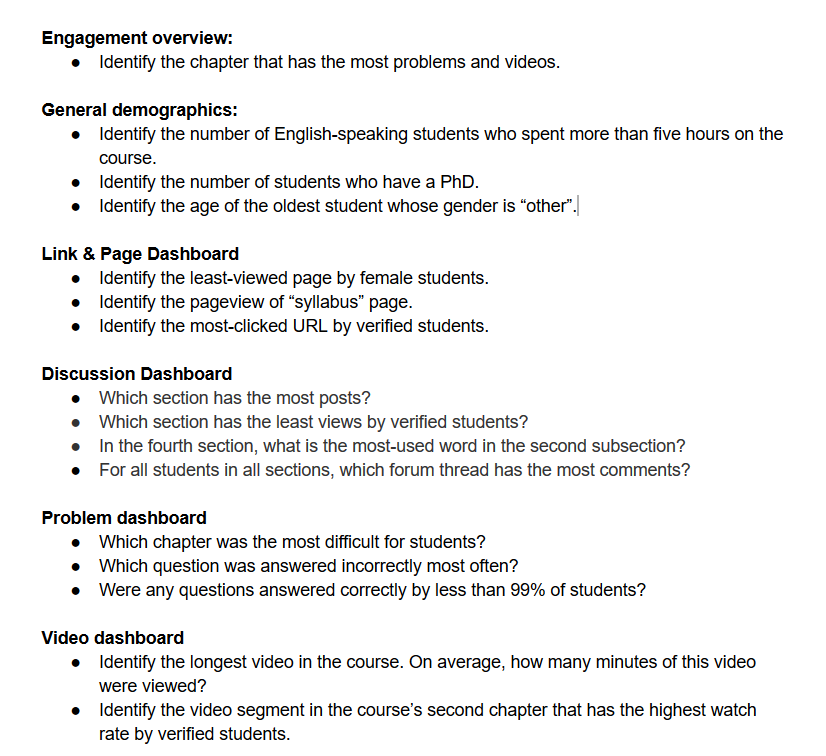 Engagement overview:
● Identify the chapter that has the most problems and videos.
General demographics:
● Identify the number of English-speaking students who spent more than five hours on the
course.
● Identify the number of students who have a PhD.
● Identify the age of the oldest student whose gender is “other”.
Link & Page Dashboard
● Identify the least-viewed page by female students.
● Identify the pageview of “syllabus” page.
● Identify the most-clicked URL by verified students.
Discussion Dashboard
● Which section has the most posts?
● Which section has the least views by verified students?
● In the fourth section, what is the most-used word in the second subsection?
● For all students in all sections, which forum thread has the most comments?
Problem dashboard
● Which chapter was the most difficult for students?
● Which question was answered incorrectly most often?
● Were any questions answered correctly by less than 99% of students?
Video dashboard
● Identify the longest video in the course. On average, how many minutes of this video
were viewed?
● Identify the video segment in the course’s second chapter that has the highest watch
rate by verified students.